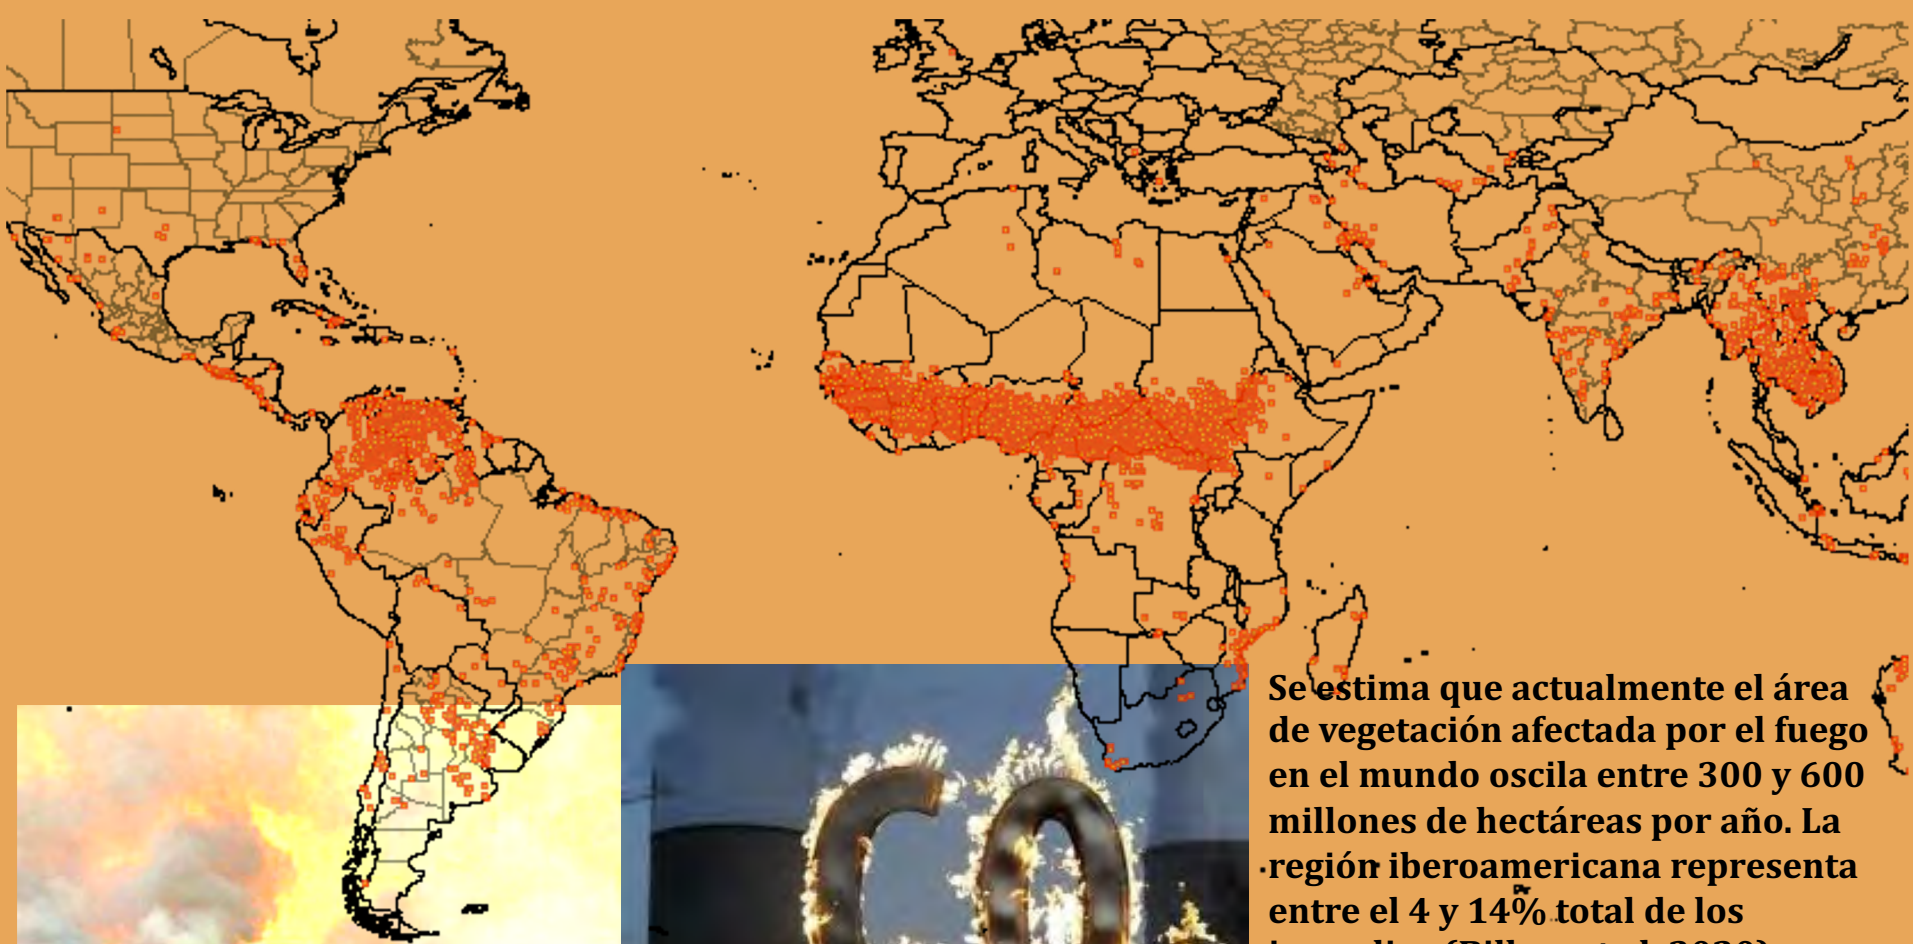 Se estima que actualmente el área
de vegetación afectada por el fuego
en el mundo oscila entre 300 y 600
millones de hectáreas por año. La
región iberoamericana representa
entre el 4 y 14% total de los
CO